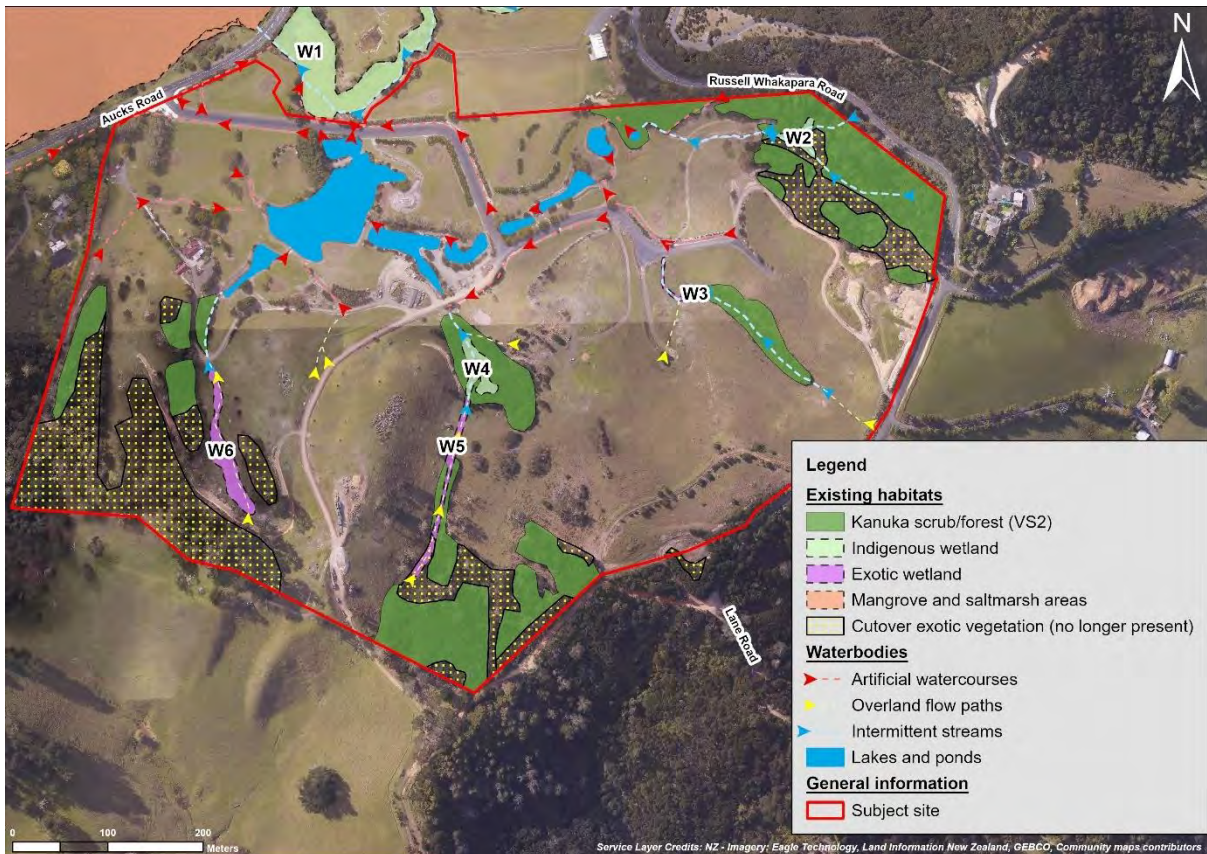 N
W1
Aucks Road
Russell Whakapara Road
W2
W3
W4
W5
W6
Lane Road
Legend
Existing habitats
Kanuka scrub/forest (VS2)
Indigenous wetland
Exotic wetland
Mangrove and saltmarsh areas
Cutover exotic vegetation (no longer present)
Waterbodies
Artificial watercourses
Overland flow paths
Intermittent streams
Lakes and ponds
General information
Subject site
0 100 200
Meters
Service Layer Credits: NZ - Imagery: Eagle Technology, Land Information New Zealand, GEBCO, Community maps contributors